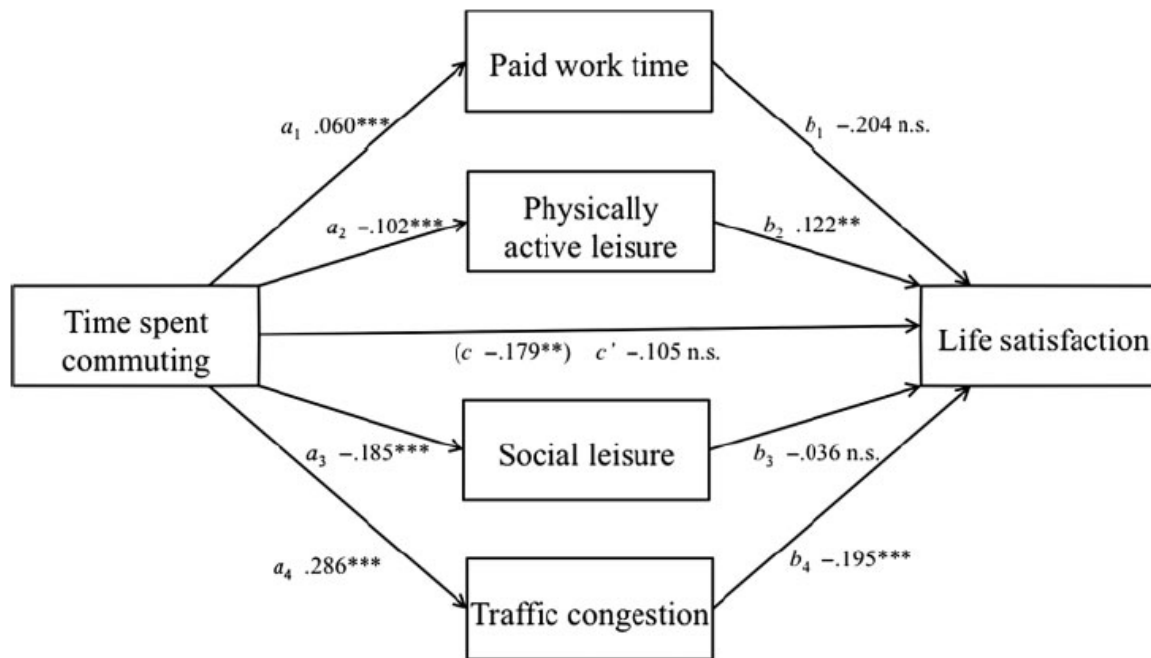 Paid work time
a₁ .060***
b₁ –.204 n.s.
Physically
active leisure
a₂ –.102***
b₂ .122**
Time spent
commuting
(c –.179**) c’ –.105 n.s.
Life satisfaction
a₃ –.185***
Social leisure
b₃ –.036 n.s.
a₄ .286***
b₄ –.195***
Traffic congestion